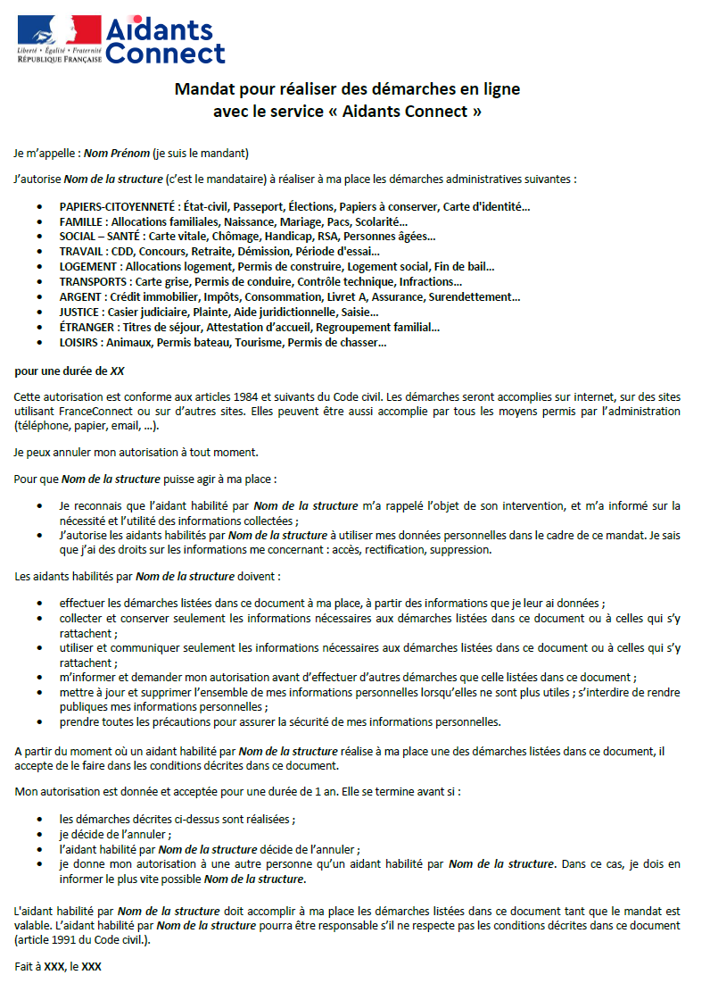 Liberté • Égalité • Fraternité
RÉPUBLIQUE FRANÇAISE
Aidants
Connect
Mandat pour réaliser des démarches en ligne
avec le service « Aidants Connect »
Je m’appelle : Nom Prénom (je suis le mandant)
J’autorise Nom de la structure (c’est le mandataire) à réaliser à ma place les démarches administratives suivantes :
• PAPIERS-CITOYENNETÉ : État-civil, Passeport, Élections, Papiers à conserver, Carte d'identité…
• FAMILLE : Allocations familiales, Naissance, Mariage, Pacs, Scolarité…
• SOCIAL – SANTÉ : Carte vitale, Chômage, Handicap, RSA, Personnes âgées…
• TRAVAIL : CDD, Concours, Retraite, Démission, Période d'essai…
• LOGEMENT : Allocations logement, Permis de construire, Logement social, Fin de bail…
• TRANSPORTS : Carte grise, Permis de conduire, Contrôle technique, Infractions…
• ARGENT : Crédit immobilier, Impôts, Consommation, Livret A, Assurance, Surendettement…
• JUSTICE : Casier judiciaire, Plainte, Aide juridictionnelle, Saisie…
• ÉTRANGER : Titres de séjour, Attestation d’accueil, Regroupement familial…
• LOISIRS : Animaux, Permis bateau, Tourisme, Permis de chasser…
pour une durée de XX
Cette autorisation est conforme aux articles 1984 et suivants du Code civil. Les démarches seront accomplies sur internet, sur des sites
utilisant FranceConnect ou sur d’autres sites. Elles peuvent être aussi accomplie par tous les moyens permis par l’administration
(téléphone, papier, email, …).
Je peux annuler mon autorisation à tout moment.
Pour que Nom de la structure puisse agir à ma place :
• Je reconnais que l’aidant habilité par Nom de la structure m’a rappelé l’objet de son intervention, et m’a informé sur la
nécessité et l’utilité des informations collectées ;
• J’autorise les aidants habilités par Nom de la structure à utiliser mes données personnelles dans le cadre de ce mandat. Je sais
que j’ai des droits sur les informations me concernant : accès, rectification, suppression.
Les aidants habilités par Nom de la structure doivent :
• effectuer les démarches listées dans ce document à ma place, à partir des informations que je leur ai données ;
• collecter et conserver seulement les informations nécessaires aux démarches listées dans ce document ou à celles qui s’y
rattachent ;
• utiliser et communiquer seulement les informations nécessaires aux démarches listées dans ce document ou à celles qui s’y
rattachent ;
• m’informer et demander mon autorisation avant d’effectuer d’autres démarches que celle listées dans ce document ;
• mettre à jour et supprimer l’ensemble de mes informations personnelles lorsqu’elles ne sont plus utiles ; s’interdire de rendre
publiques mes informations personnelles ;
• prendre toutes les précautions pour assurer la sécurité de mes informations personnelles.
A partir du moment où un aidant habilité par Nom de la structure réalise à ma place une des démarches listées dans ce document, il
accepte de le faire dans les conditions décrites dans ce document.
Mon autorisation est donnée et acceptée pour une durée de 1 an. Elle se termine avant si :
• les démarches décrites ci-dessus sont réalisées ;
• je décide de l’annuler ;
• l’aidant habilité par Nom de la structure décide de l’annuler ;
• je donne mon autorisation à une autre personne qu’un aidant habilité par Nom de la structure. Dans ce cas, je dois en
informer le plus vite possible Nom de la structure.
L'aidant habilité par Nom de la structure doit accomplir à ma place les démarches listées dans ce document tant que le mandat est
valable. L’aidant habilité par Nom de la structure pourra être responsable s’il ne respecte pas les conditions décrites dans ce document
(article 1991 du Code civil.).
Fait à XXX, le XXX